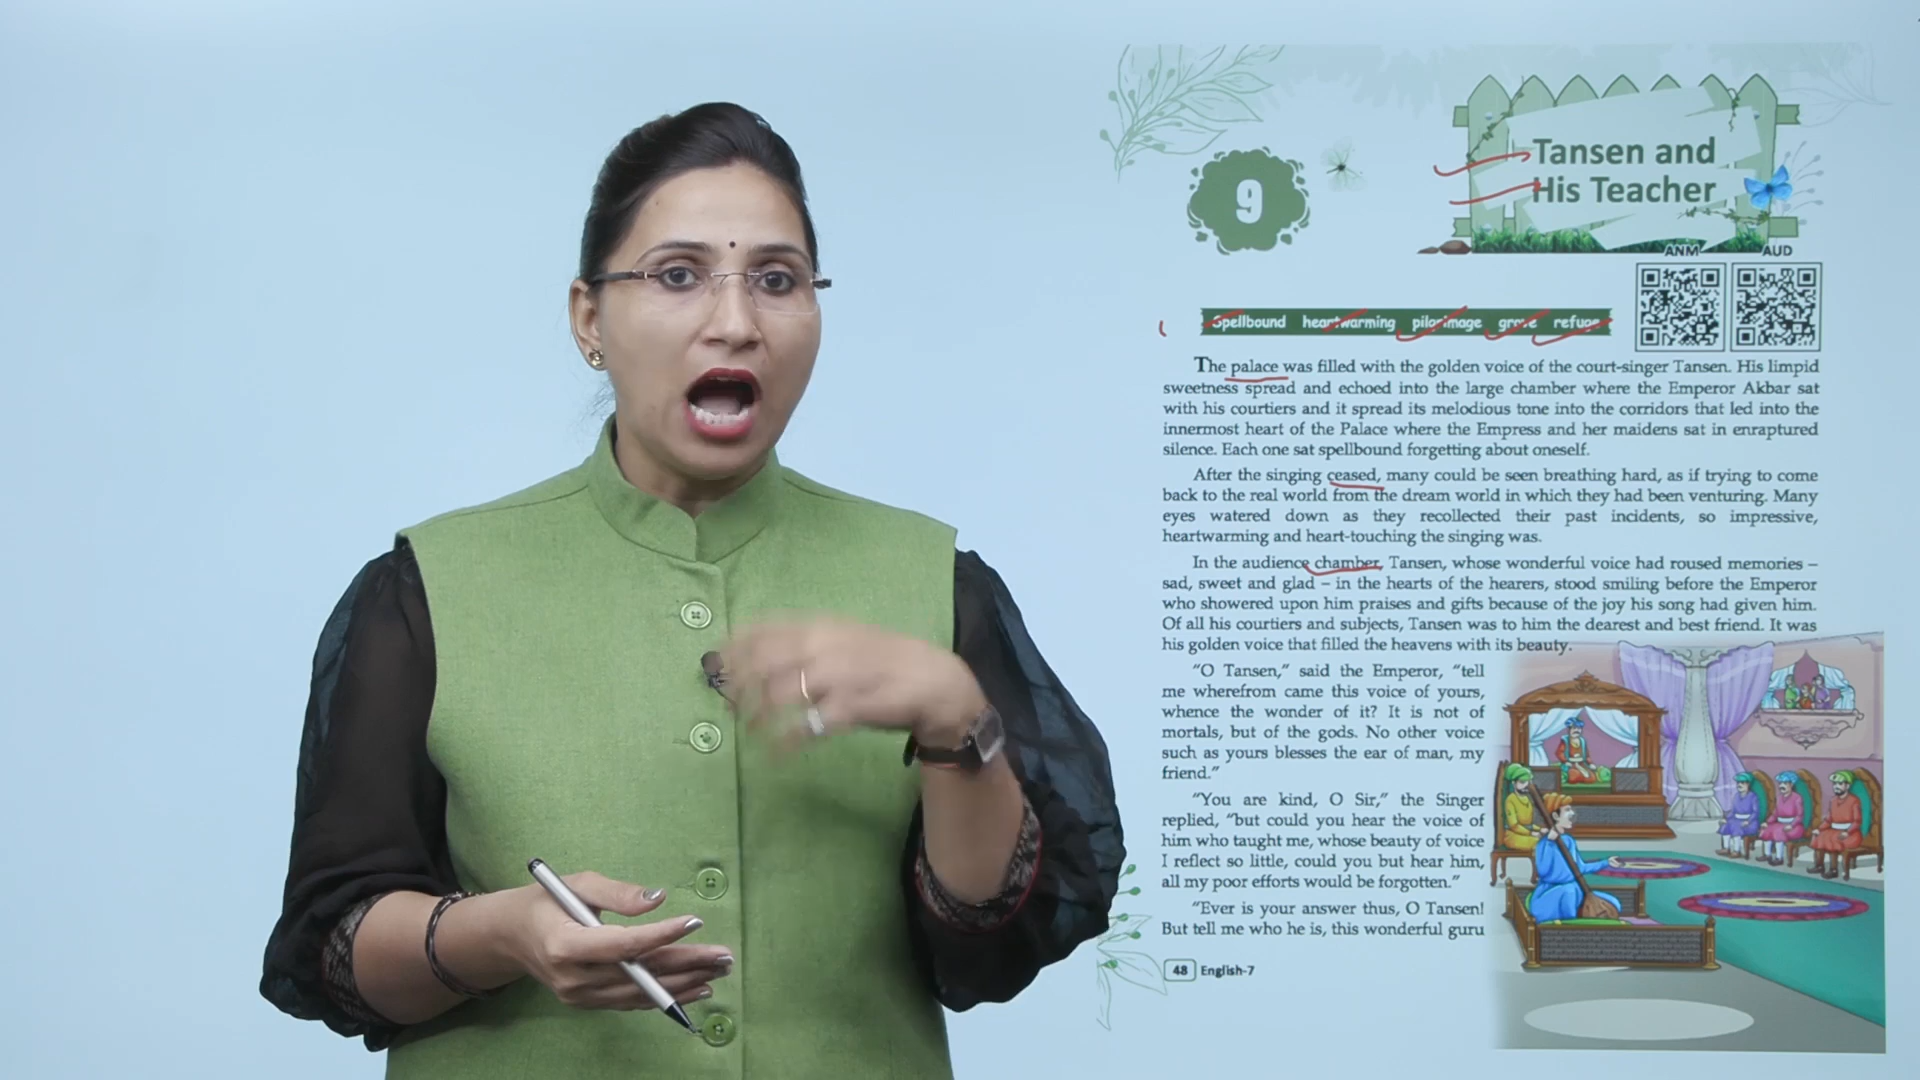 9
Tansen and
His Teacher
ANM AUD
Spellbound heartwarming pilgrimage grove refuge
The palace was filled with the golden voice of the court-singer Tansen. His limpid
sweetness spread and echoed into the large chamber where the Emperor Akbar sat
with his courtiers and it spread its melodious tone into the corridors that led into the
innermost heart of the Palace where the Empress and her maidens sat in enraptured
silence. Each one sat spellbound forgetting about oneself.
After the singing ceased, many could be seen breathing hard, as if trying to come
back to the real world from the dream world in which they had been venturing. Many
eyes watered down as they recollected their past incidents, so impressive,
heartwarming and heart-touching the singing was.
In the audience chamber, Tansen, whose wonderful voice had roused memories –
sad, sweet and glad – in the hearts of the hearers, stood smiling before the Emperor
who showered upon him praises and gifts because of the joy his song had given him.
Of all his courtiers and subjects, Tansen was to him the dearest and best friend. It was
his golden voice that filled the heavens with its beauty.
“O Tansen,” said the Emperor, “tell
me wherefrom came this voice of yours,
whence the wonder of it? It is not of
mortals, but of the gods. No other voice
such as yours blesses the ear of man, my
friend.”
“You are kind, O Sir,” the Singer
replied, “but could you hear the voice of
him who taught me, whose beauty of voice
I reflect so little, could you but hear him,
all my poor efforts would be forgotten.”
“Ever is your answer thus, O Tansen!
But tell me who he is, this wonderful guru
48 English-7